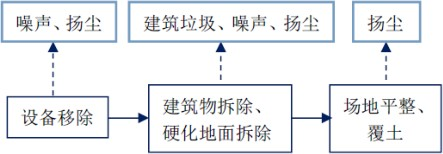 噪声、扬尘
建筑垃圾、噪声、扬尘
扬尘
设备移除
建筑物拆除、
硬化地面拆除
场地平整、
覆土